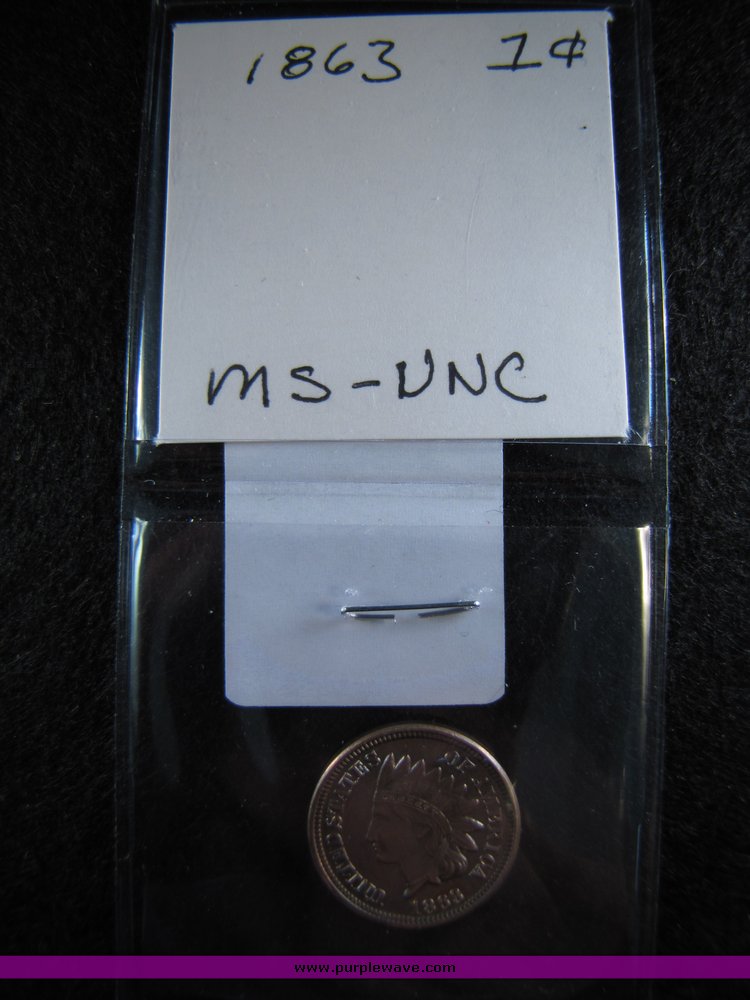 1863 1¢
MS-UNC
UNITED STATES OF AMERICA
1863
www.purplewave.com